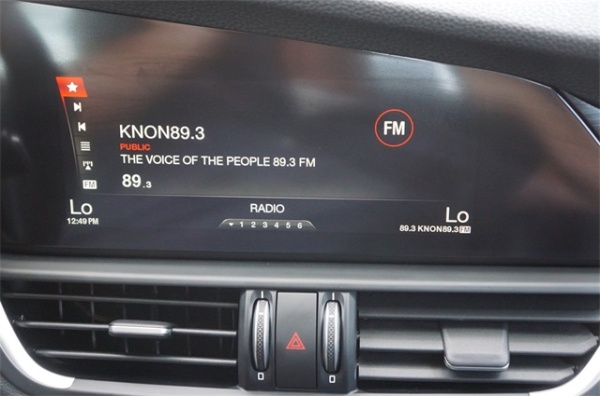 KNON89.3
FM
PUBLIC
THE VOICE OF THE PEOPLE 89.3 FM
89.3
FM
Lo
RADIO
Lo
12:49 PM
1 2 3 4 5 6
89.3 KNON89.3 FM